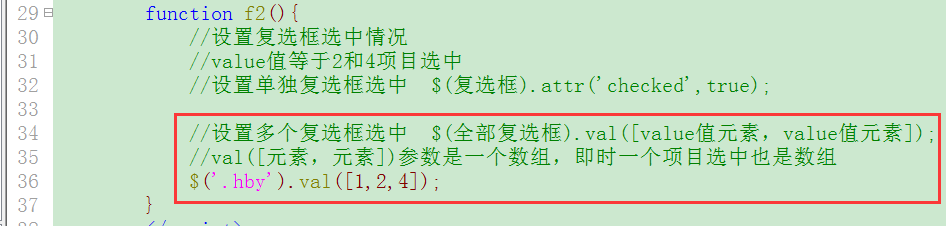 29 function f2(){
30 //设置复选框选中情况
31 //value值等于2和4项目选中
32 //设置单独复选框选中 $(复选框).attr('checked',true);
33
34 //设置多个复选框选中 $(全部复选框).val([value值元素，value值元素]);
35 //val([元素，元素])参数是一个数组，即时一个项目选中也是数组
36 $('.hby').val([1,2,4]);
37 }